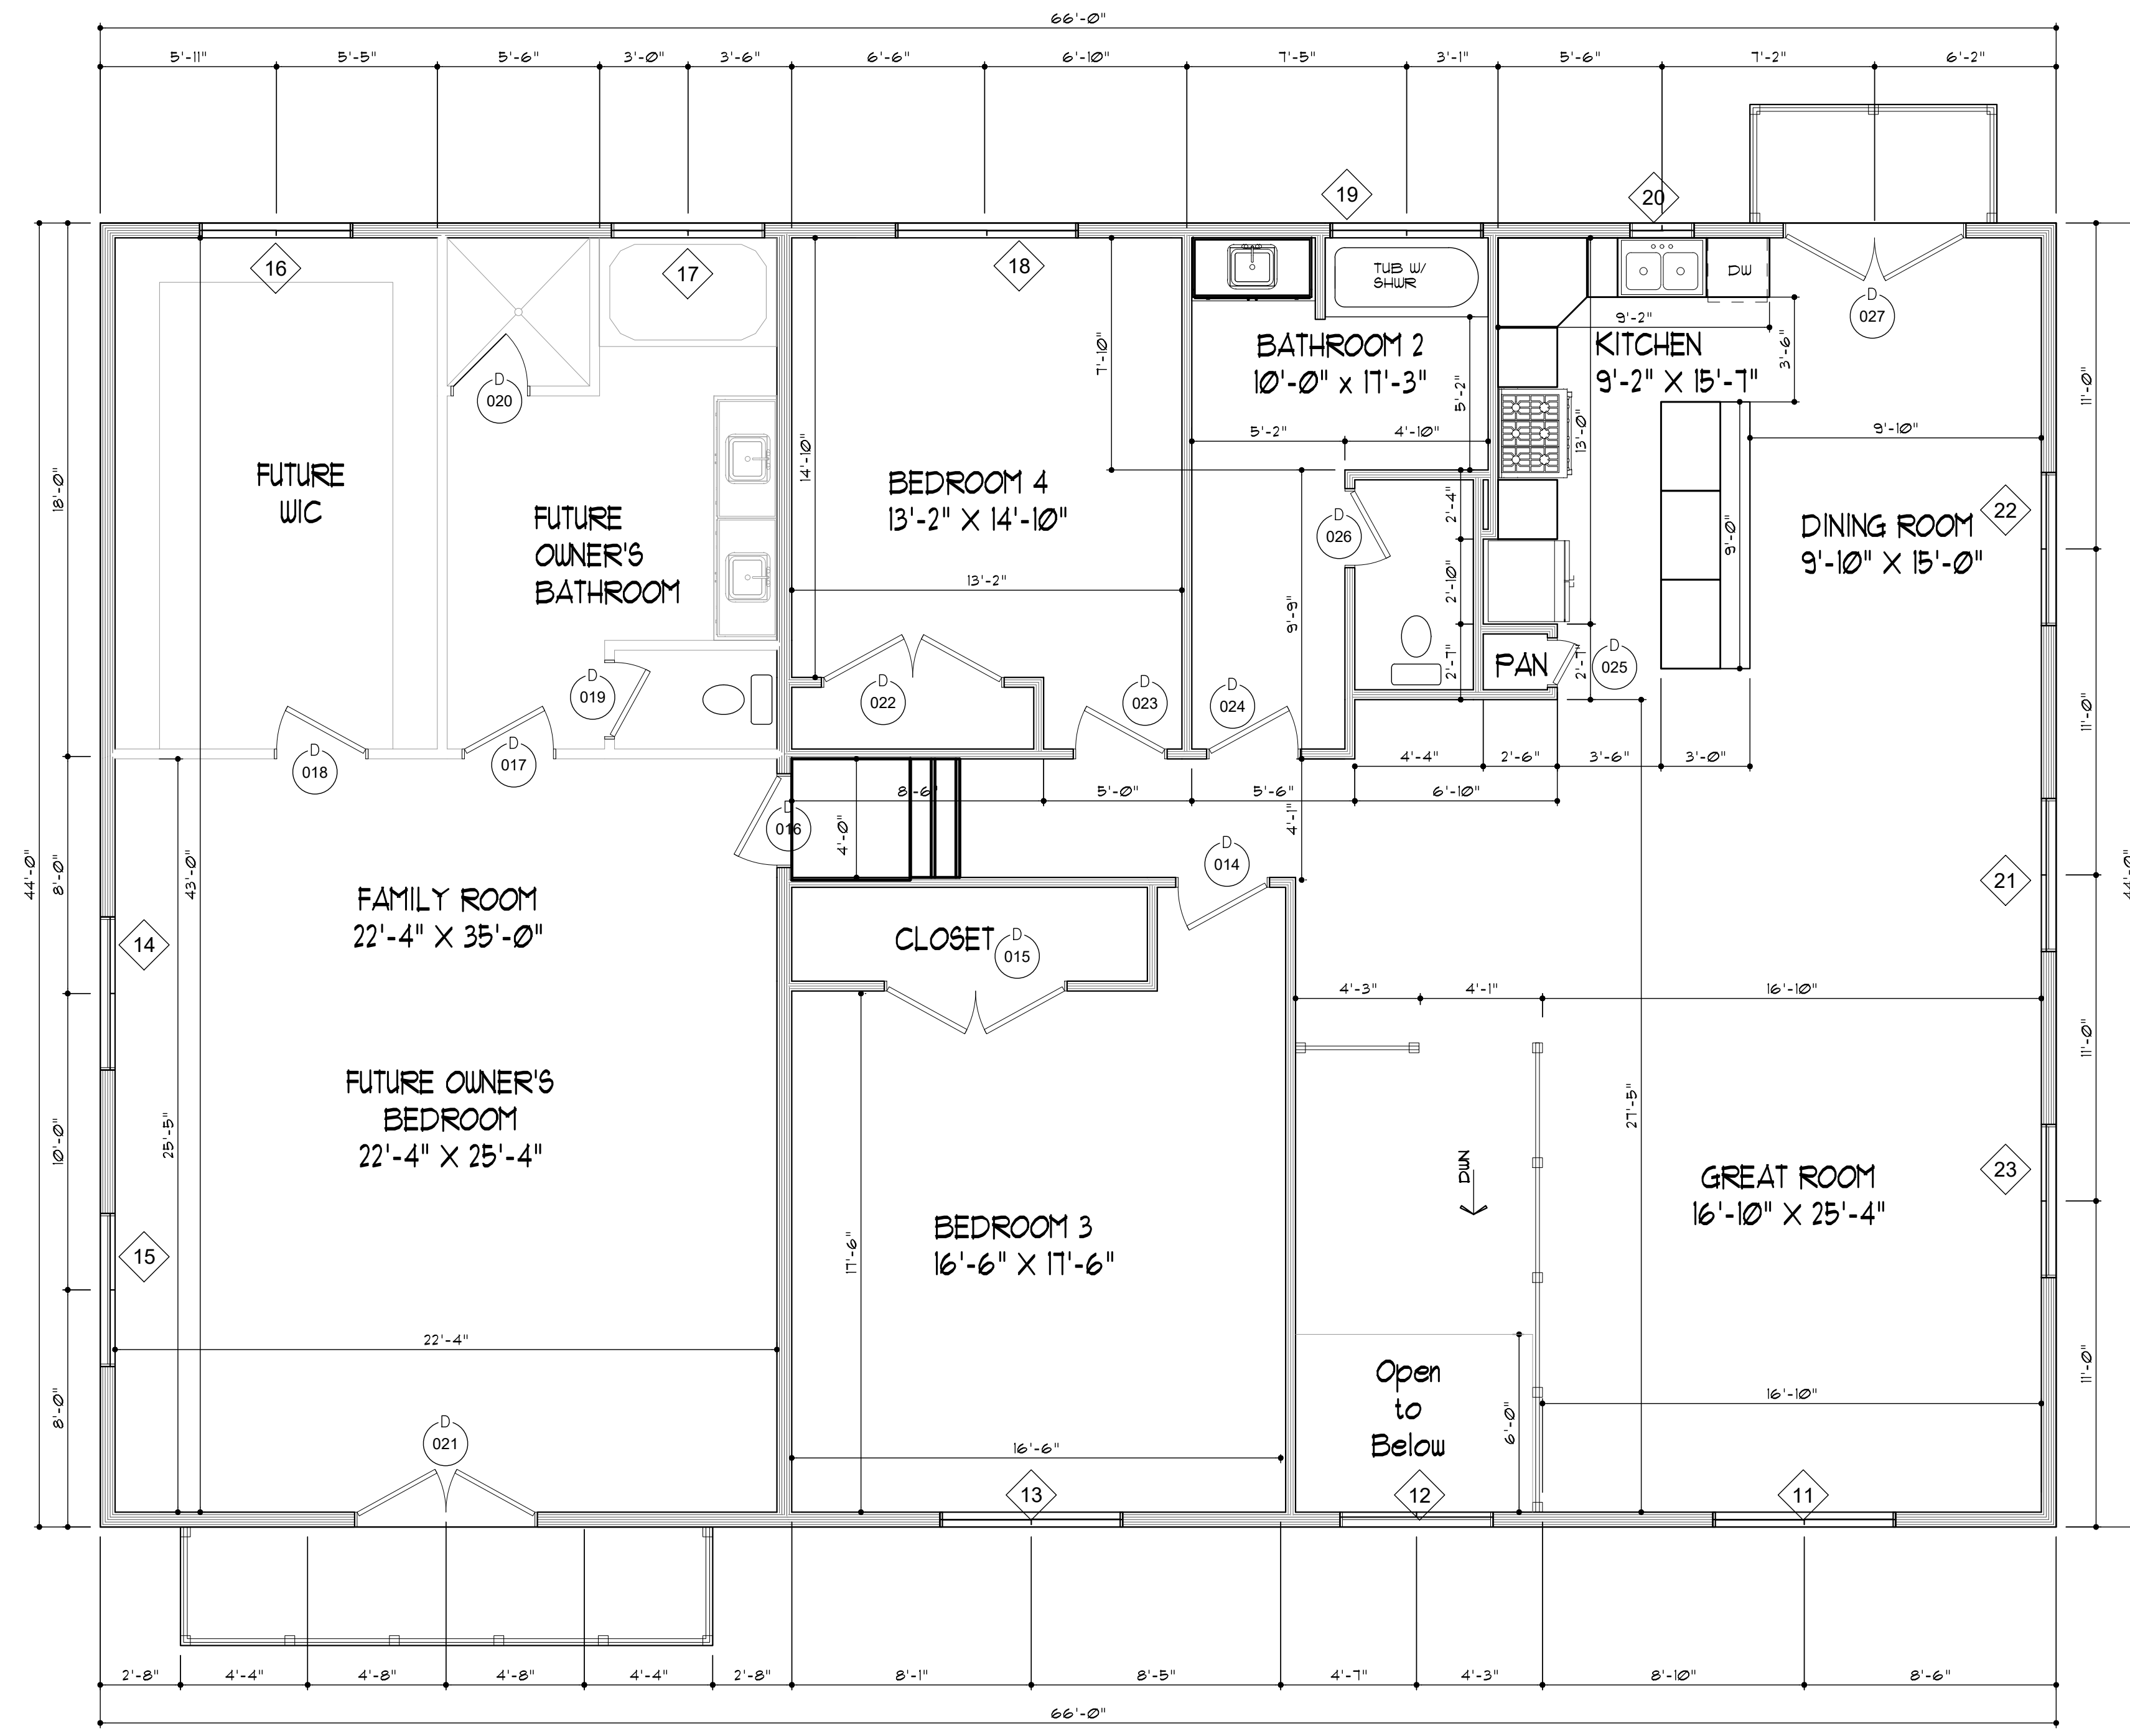 66'-0"
5'-11" 5'-5" 5'-6" 3'-0" 3'-6" 6'-6" 6'-10" 7'-5" 3'-1" 5'-6" 7'-2" 6'-2"
19
20
16
17
18
TUB W/
SHWR
DW
D
027
9'-2"
BATHROOM 2
10'-0" x 17'-3"
KITCHEN
9'-2" X 15'-7"
3'-6"
7'-10"
5'-2"
11'-0"
D
020
5'-2" 4'-10"
13'-0"
9'-10"
14'-10"
18'-0"
FUTURE
WIC
BEDROOM 4
13'-2" X 14'-10"
2'-4"
22
FUTURE
OWNER'S
BATHROOM
D
026
9'-0"
DINING ROOM
9'-10" X 15'-0"
13'-2"
2'-10"
9'-9"
PAN
2'-7"
2'-7"
D
025
D
019
D
022
D
023
D
024
11'-0"
D
018
D
017
4'-4" 2'-6" 3'-6" 3'-0"
8'-6" 5'-0" 5'-6" 6'-10"
D
016
4'-0"
4'-1"
D
014
44'-0"
8'-0"
43'-0"
21
44'-0"
FAMILY ROOM
22'-4" X 35'-0"
14
CLOSET
D
015
4'-3" 4'-1" 16'-10"
11'-0"
FUTURE OWNER'S
BEDROOM
22'-4" X 25'-4"
10'-0"
25'-5"
27'-5"
DWN
23
GREAT ROOM
16'-10" X 25'-4"
15
BEDROOM 3
16'-6" X 17'-6"
17'-6"
22'-4"
11'-0"
8'-0"
Open
to
Below
6'-0"
16'-10"
D
021
16'-6"
13
12
11
2'-8" 4'-4" 4'-8" 4'-8" 4'-4" 2'-8" 8'-1" 8'-5" 4'-7" 4'-3" 8'-10" 8'-6"
66'-0"